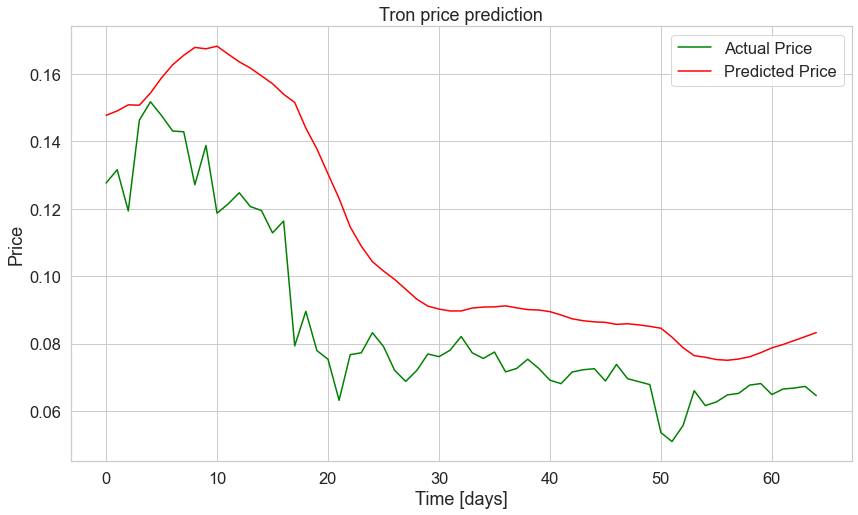 Tron price prediction
Actual Price
Predicted Price
Price
0.16
0.14
0.12
0.10
0.08
0.06
0 10 20 30 40 50 60
Time [days]